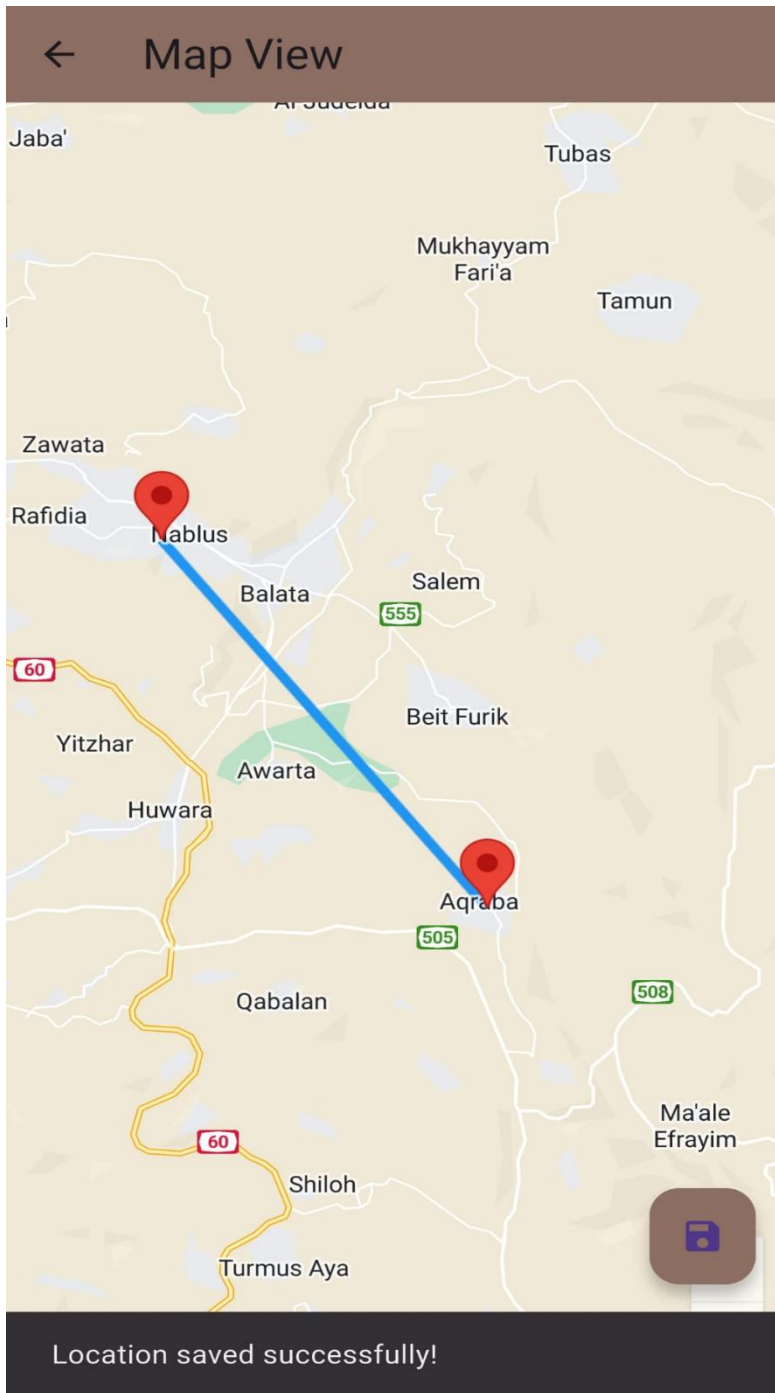 Map View
Jaba'
Tubas
Mukhayyam
Fari'a
Tamun
Zawata
Rafidia
Nablus
Salem
Balata
555
60
Beit Furik
Yitzhar
Awarta
Huwara
Aqraba
505
508
Qabalan
Ma'ale
Efrayim
60
Shiloh
Turmus Aya
Location saved successfully!